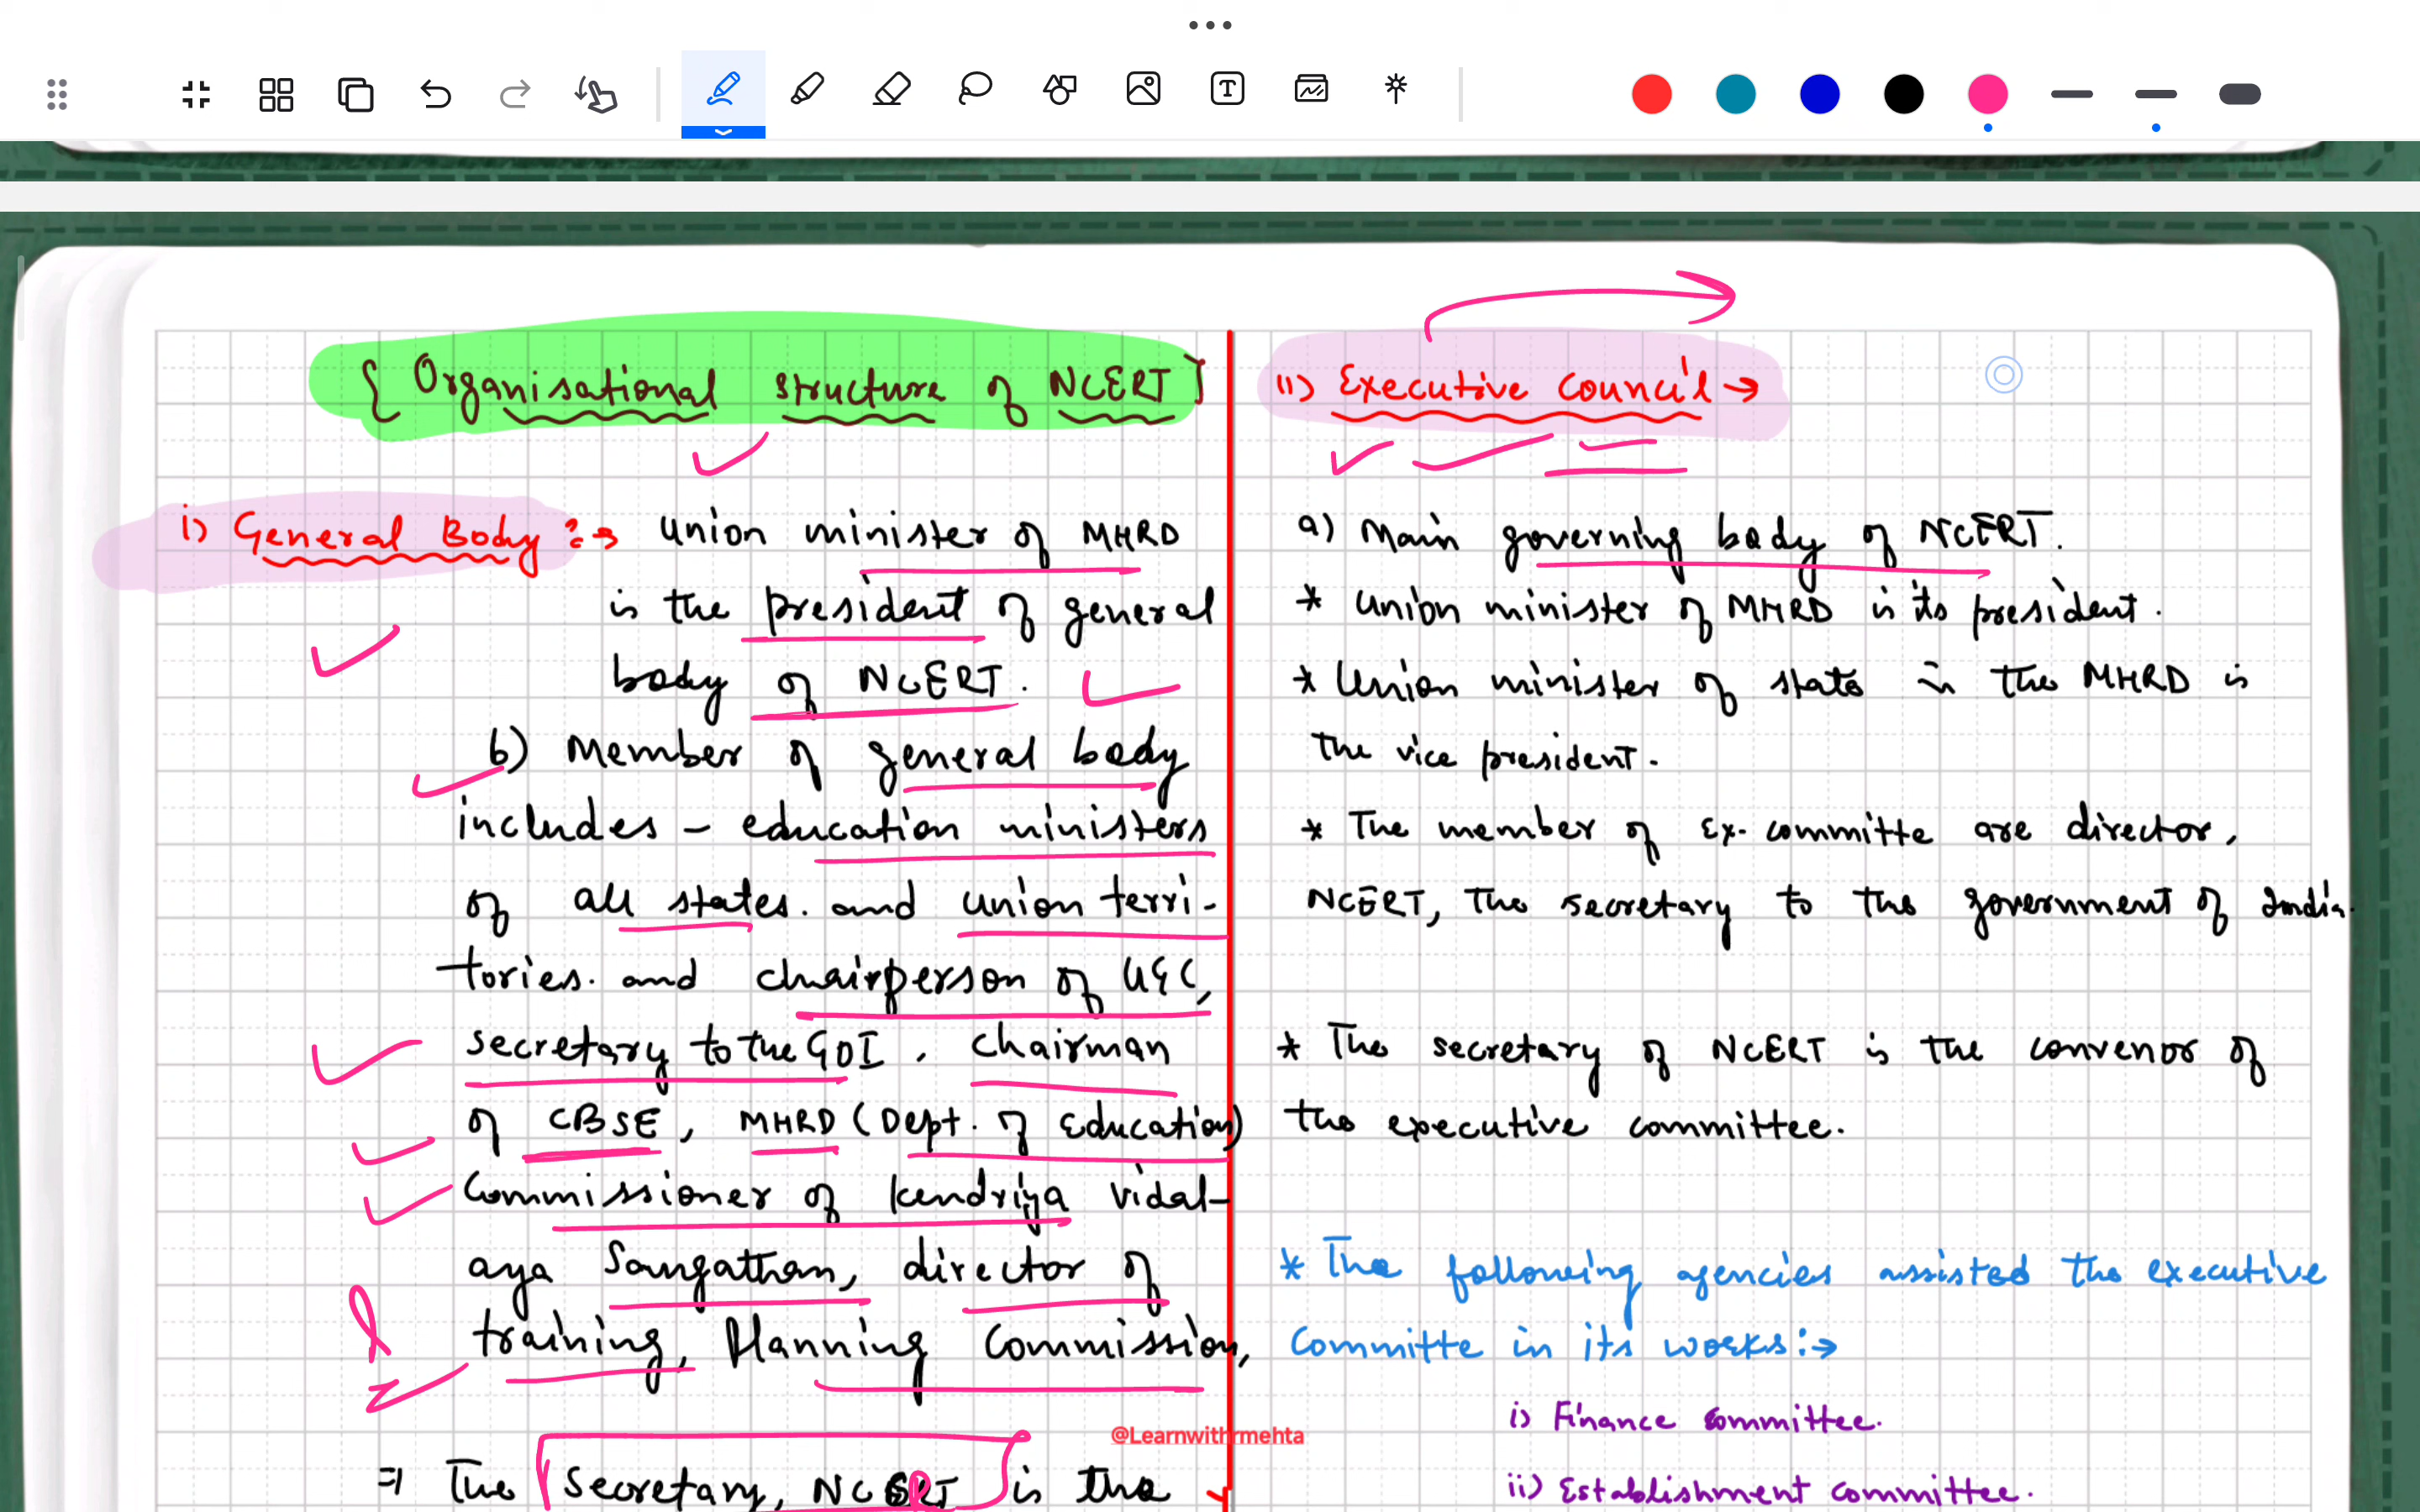 { Organisational structure of NCERT }
i) General Body :→ union minister of MHRD
is the president of general
body of NCERT.
b) Member of general body
includes - education ministers
of all states. and union terri-
tories. and chairperson of UGC,
secretary to the GOI, Chairman
of CBSE, MHRD (Dept. of Education)
Commissioner of kendriya vidal-
aya Sangathan, director of
training, Planning Commission,
⇒ The secretary, NCERT is the
@Learnwithrmehta
ii) Executive Council →
a) Main governing body of NCERT.
* Union minister of MHRD is its president.
* Union minister of state in the MHRD is
the vice president.
* The member of Ex. committe are director,
NCERT, The secretary to the government of India.
* The secretary of NCERT is the convenor of
the executive committee.
* The following agencies assisted the executive
Committe in its works:→
i) Finance committee.
ii) Establishment committee.